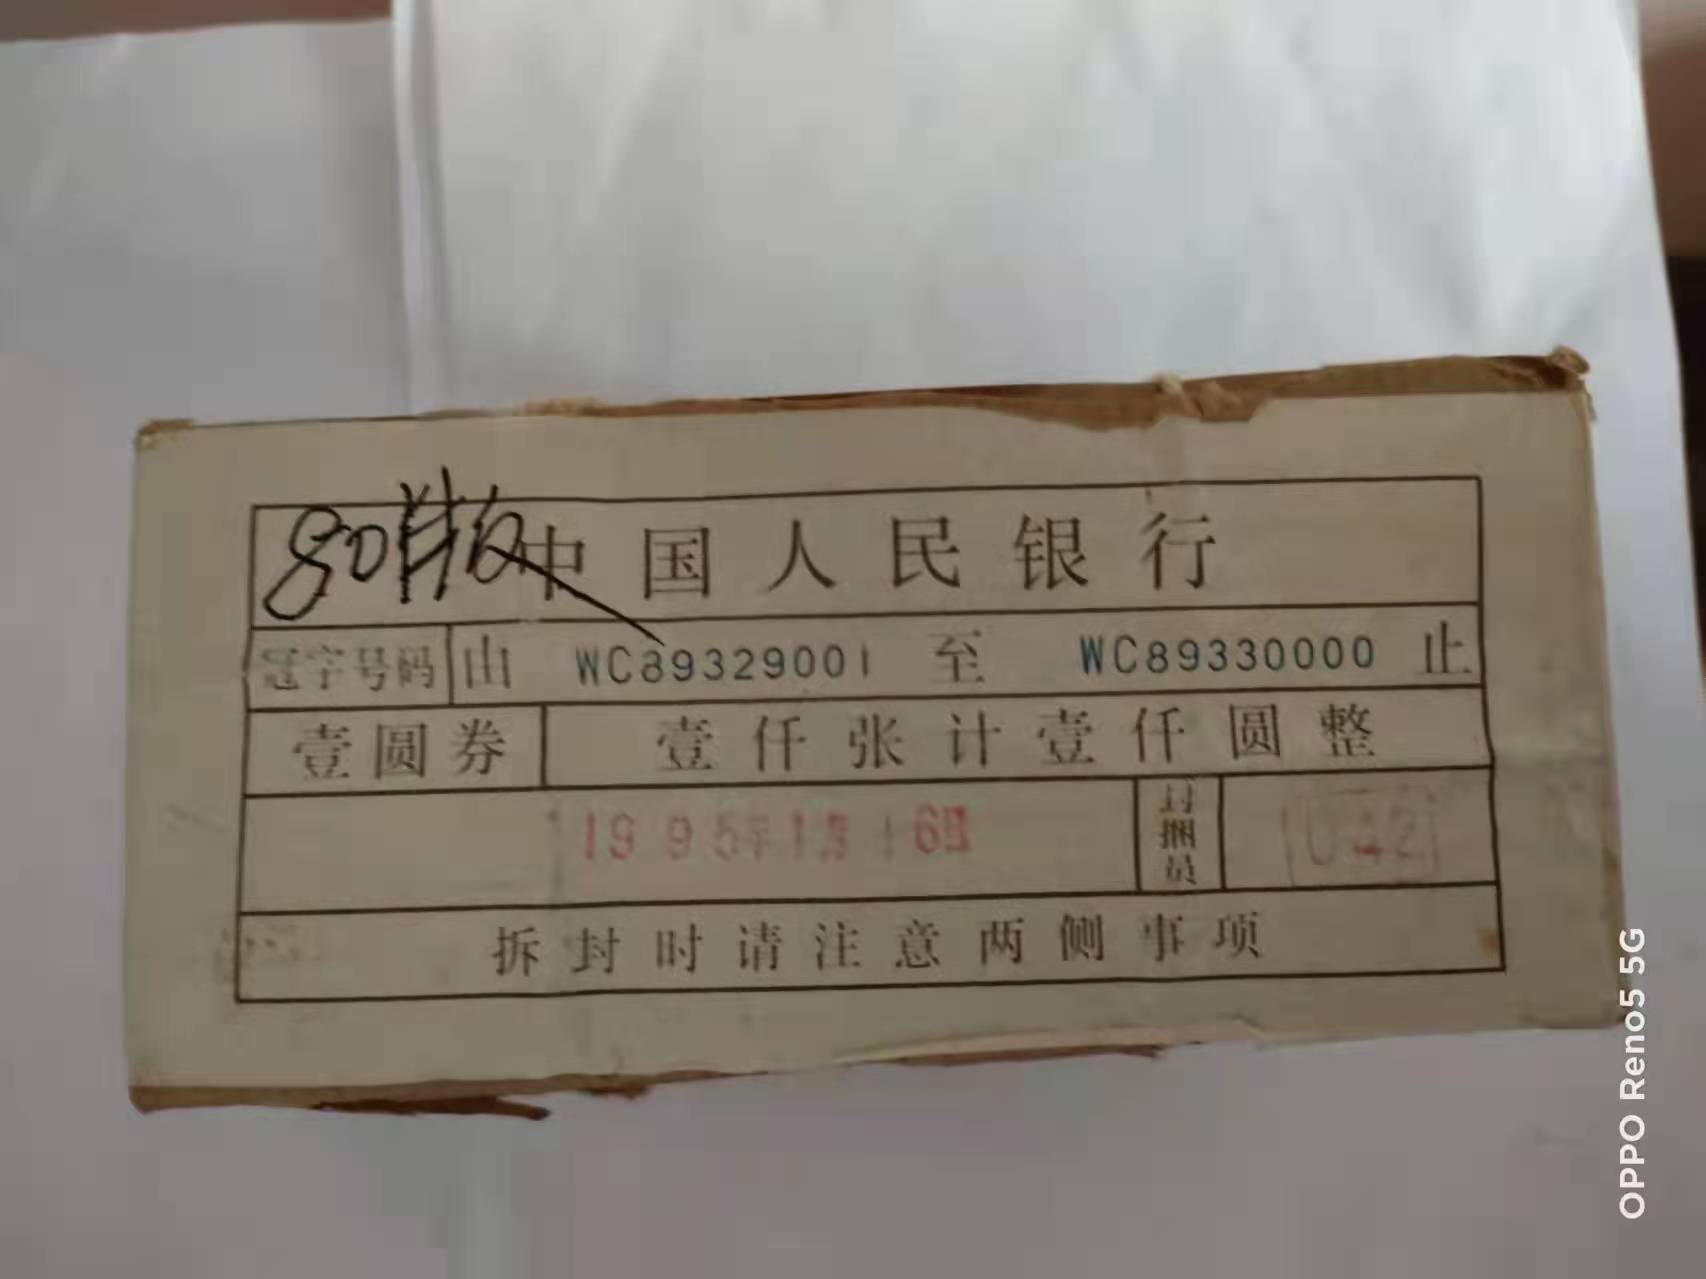 80版
中国人民银行
冠字号码 由 WC89329001 至 WC89330000 止
壹圆券 壹仟张计壹仟圆整
1995年1月16日 封捆员 042
拆封时请注意两侧事项
OPPO Reno5 5G